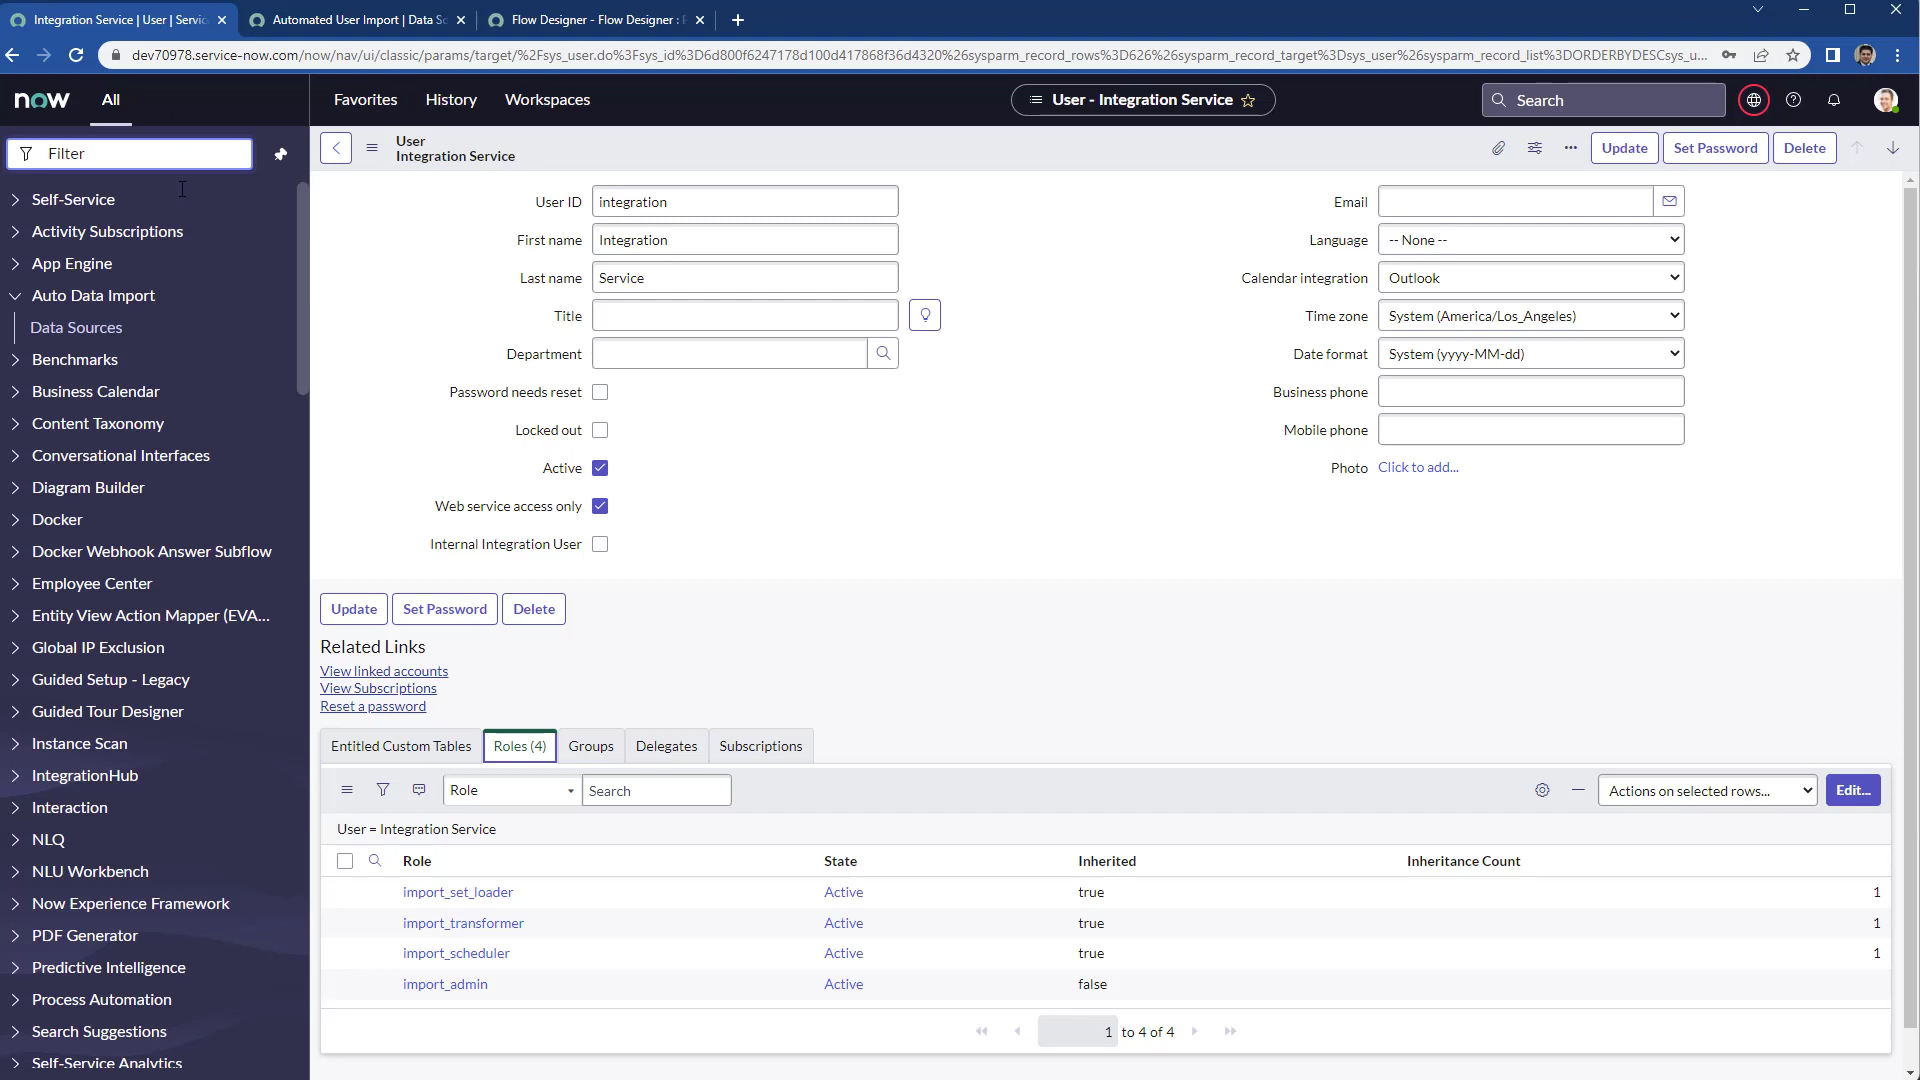 Integration Service | User | Servic
Automated User Import | Data S
Flow Designer - Flow Designer :
dev70978.service-now.com/now/nav/ui/classic/params/target/%2Fsys_user.do%3Fsys_id%3D6d800f6247178d100d417868f36d4320%26sysparm_record_rows%3D626%26sysparm_record_target%3Dsys_user%26sysparm_record_list%3DORDERBYDESCsys_u...
now
All
Favorites
History
Workspaces
User - Integration Service
Search
Filter
Self-Service
Activity Subscriptions
App Engine
Auto Data Import
Data Sources
Benchmarks
Business Calendar
Content Taxonomy
Conversational Interfaces
Diagram Builder
Docker
Docker Webhook Answer Subflow
Employee Center
Entity View Action Mapper (EVA...
Global IP Exclusion
Guided Setup - Legacy
Guided Tour Designer
Instance Scan
IntegrationHub
Interaction
NLQ
NLU Workbench
Now Experience Framework
PDF Generator
Predictive Intelligence
Process Automation
Search Suggestions
Self-Service Analytics
User
Integration Service
Update
Set Password
Delete
User ID integration
First name Integration
Last name Service
Title
Department
Password needs reset
Locked out
Active
Web service access only
Internal Integration User
Email
Language -- None --
Calendar integration Outlook
Time zone System (America/Los_Angeles)
Date format System (yyyy-MM-dd)
Business phone
Mobile phone
Photo Click to add...
Update
Set Password
Delete
Related Links
View linked accounts
View Subscriptions
Reset a password
Entitled Custom Tables
Roles (4)
Groups
Delegates
Subscriptions
Role
Search
Actions on selected rows...
Edit...
User = Integration Service
Role State Inherited Inheritance Count
import_set_loader Active true 1
import_transformer Active true 1
import_scheduler Active true 1
import_admin Active false
1 to 4 of 4